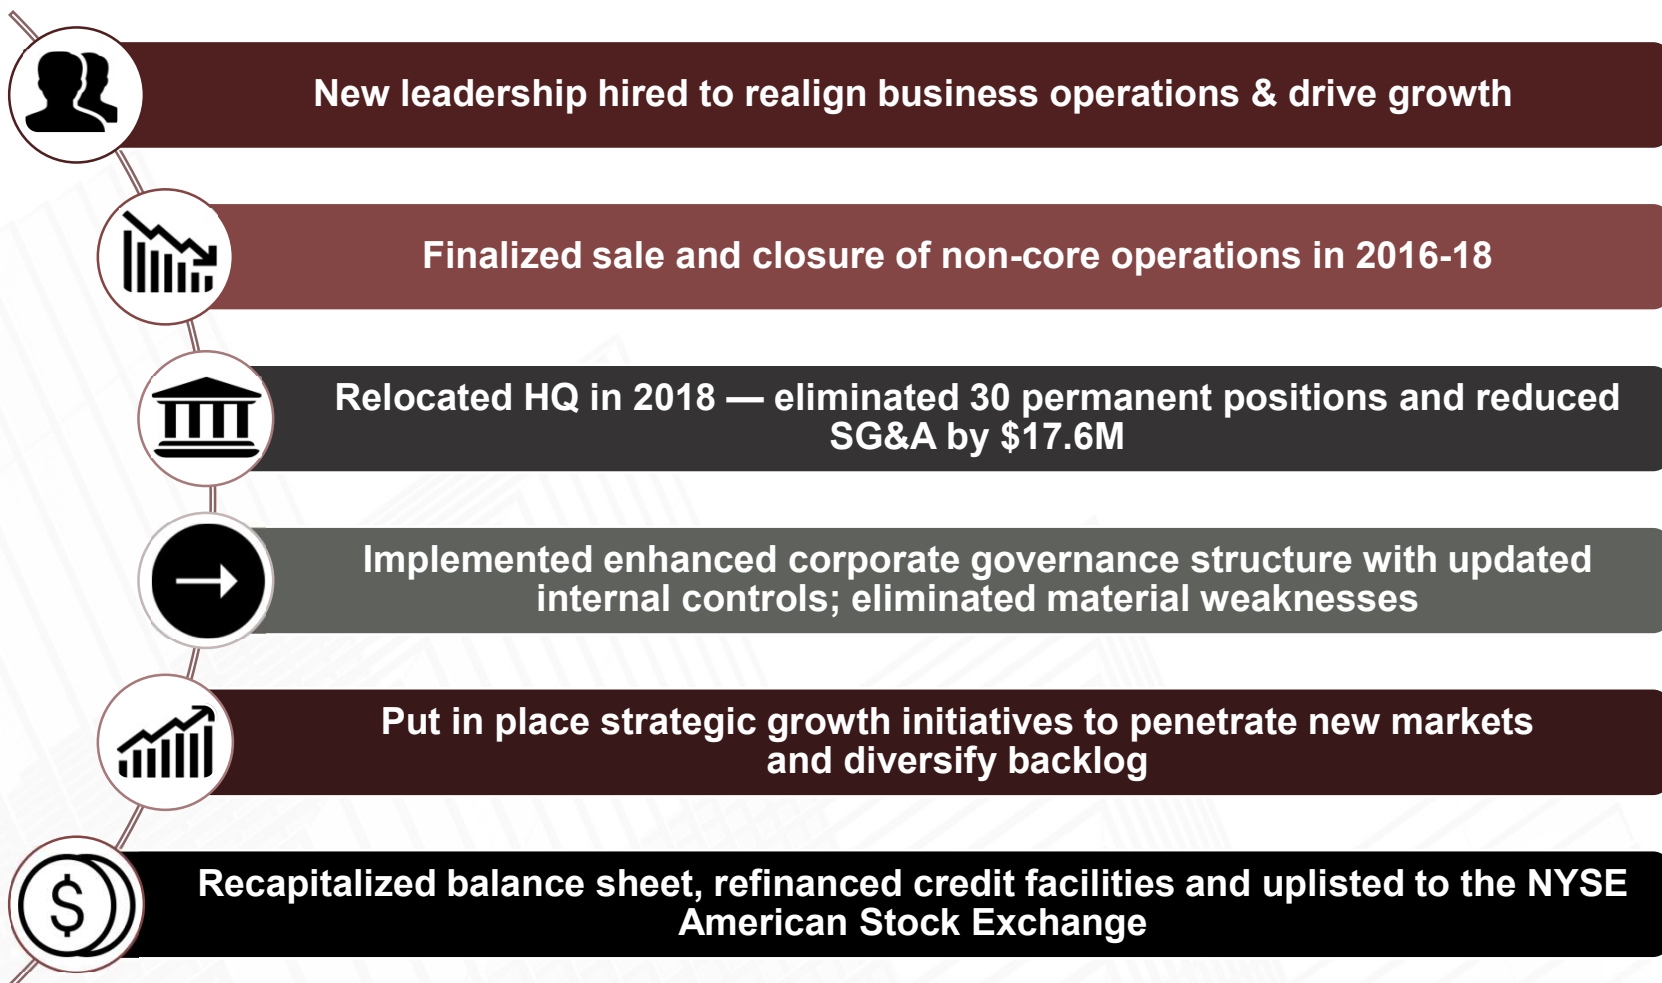 New leadership hired to realign business operations & drive growth
Finalized sale and closure of non-core operations in 2016-18
Relocated HQ in 2018 — eliminated 30 permanent positions and reduced
SG&A by $17.6M
Implemented enhanced corporate governance structure with updated
internal controls; eliminated material weaknesses
Put in place strategic growth initiatives to penetrate new markets
and diversify backlog
$
Recapitalized balance sheet, refinanced credit facilities and uplisted to the NYSE
American Stock Exchange